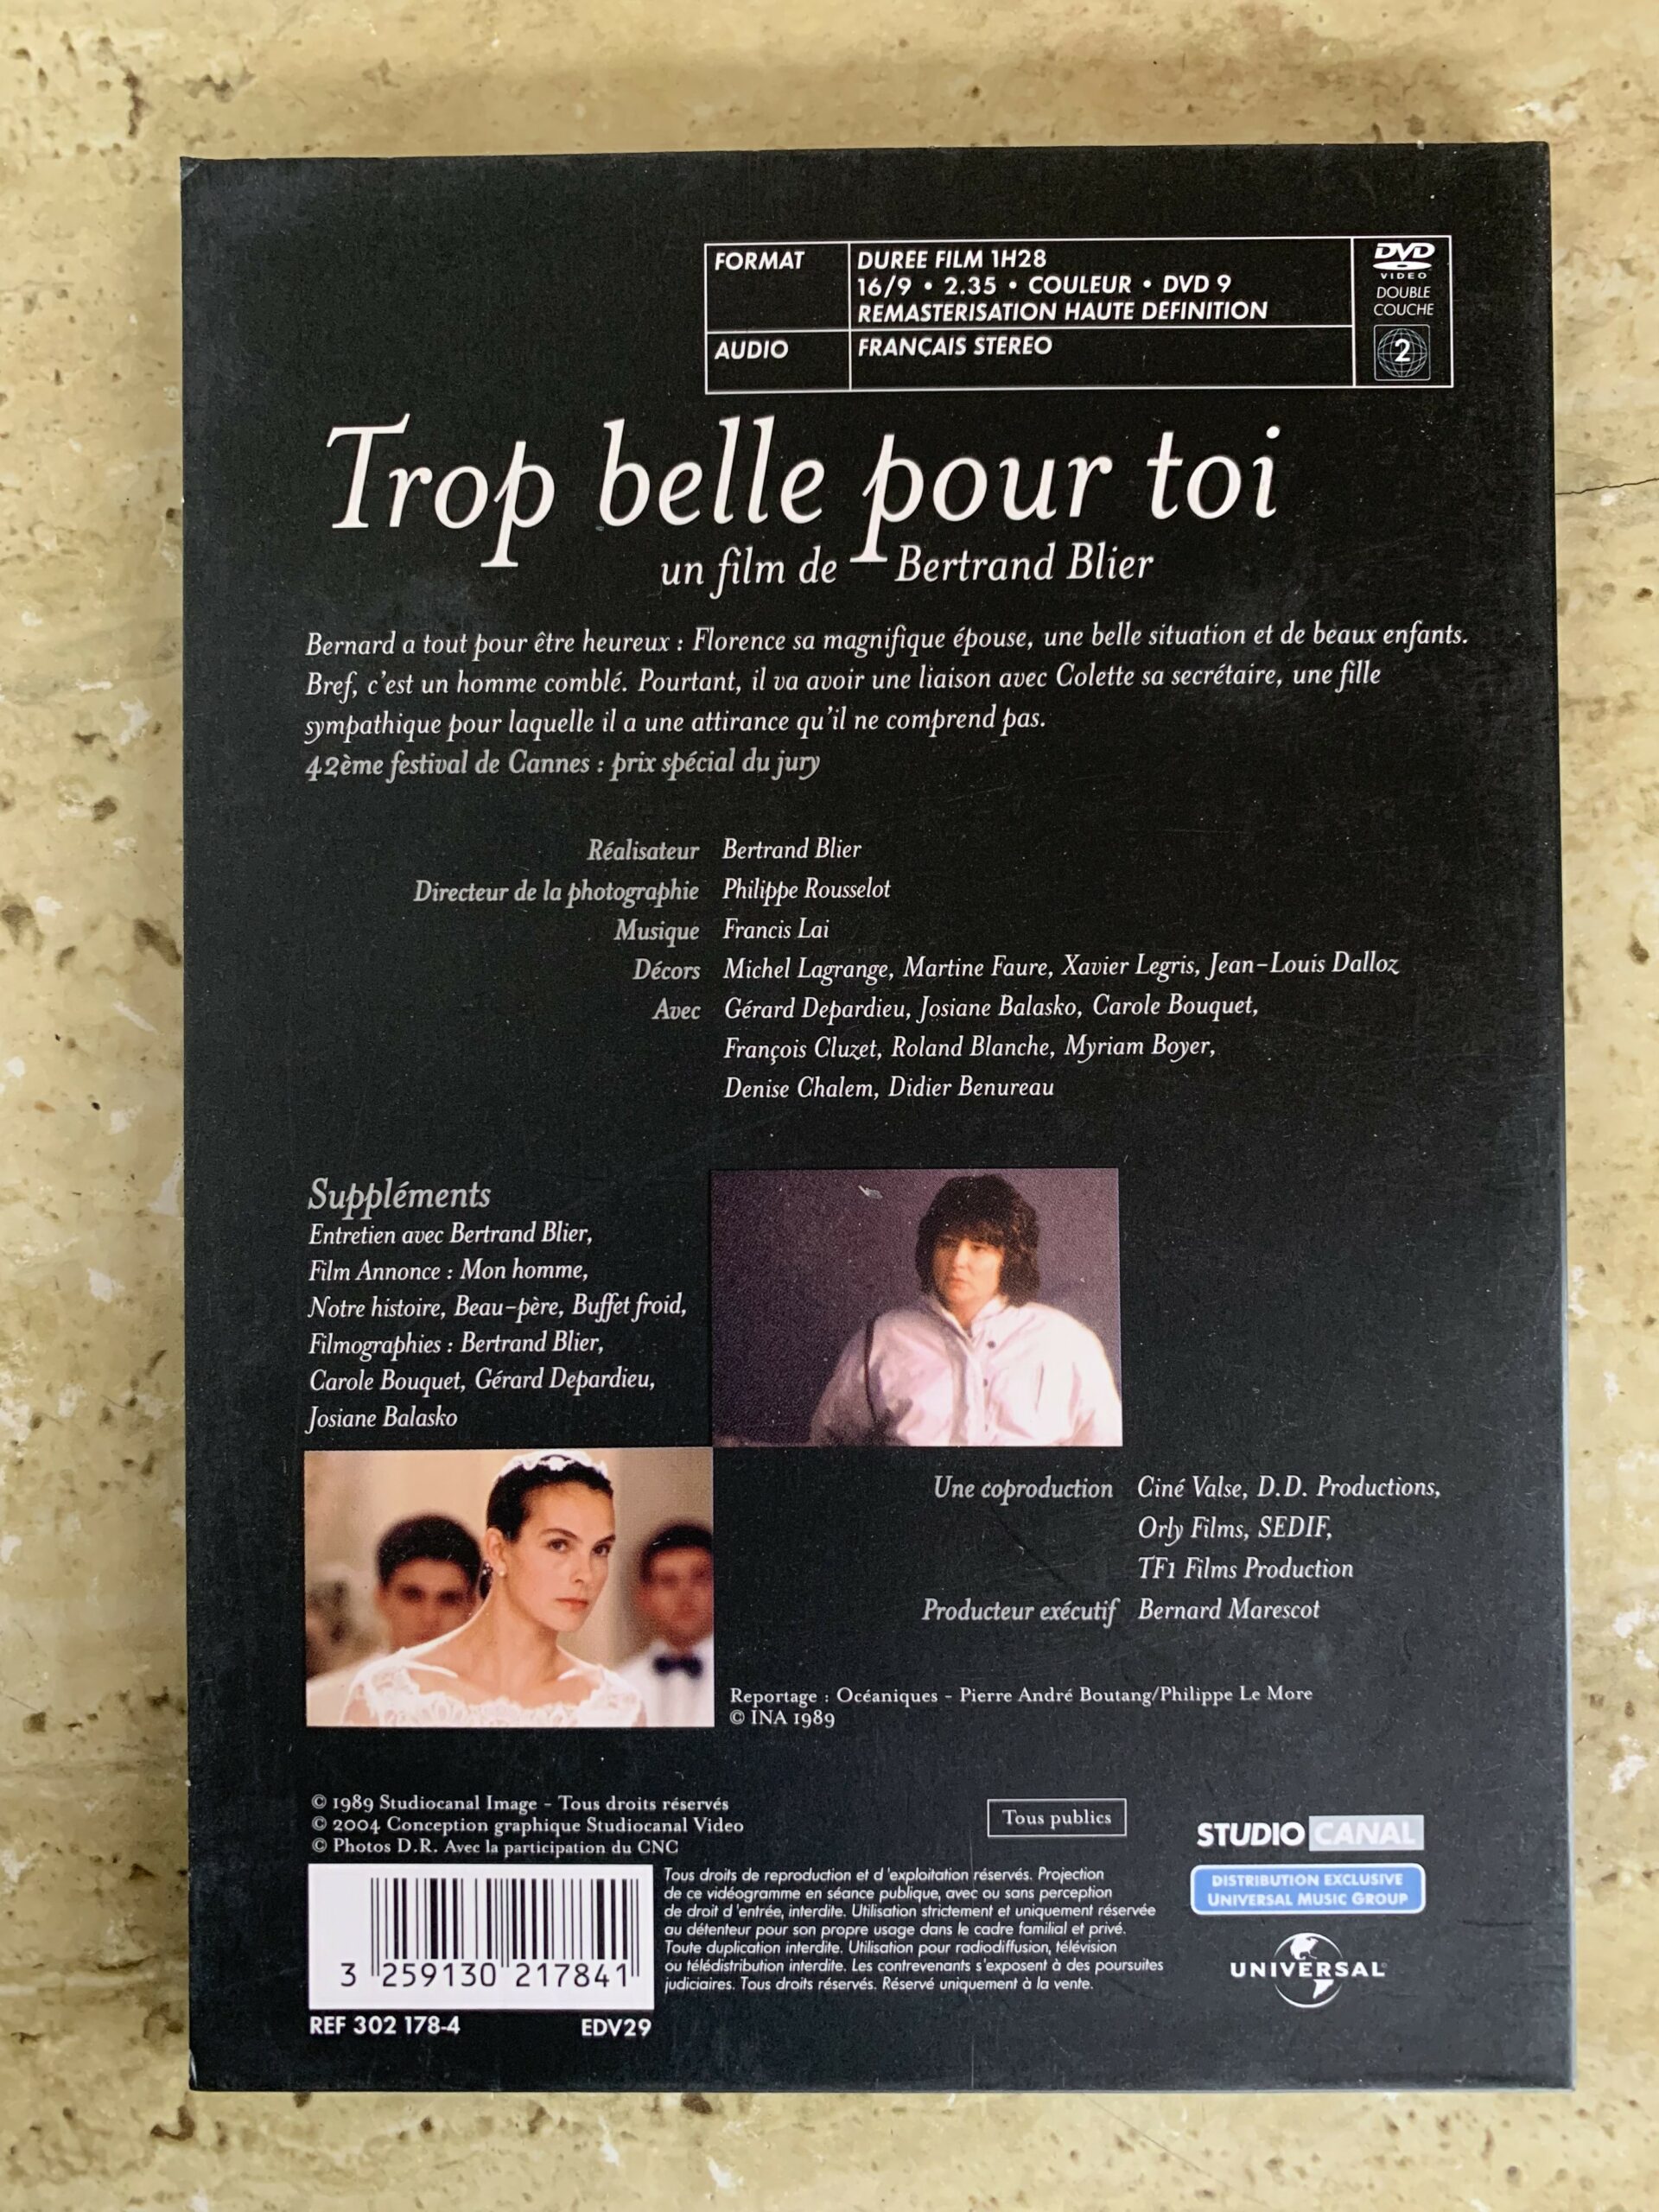 FORMAT
DUREE FILM 1H28
16/9 • 2.35 • COULEUR • DVD 9
REMASTERISATION HAUTE DEFINITION
AUDIO
FRANÇAIS STEREO
DVD
VIDEO
DOUBLE
COUCHE
2
Trop belle pour toi
un film de Bertrand Blier
Bernard a tout pour être heureux : Florence sa magnifique épouse, une belle situation et de beaux enfants.
Bref, c'est un homme comblé. Pourtant, il va avoir une liaison avec Colette sa secrétaire, une fille
sympathique pour laquelle il a une attirance qu'il ne comprend pas.
42ème festival de Cannes : prix spécial du jury
Réalisateur Bertrand Blier
Directeur de la photographie Philippe Rousselot
Musique Francis Lai
Décors Michel Lagrange, Martine Faure, Xavier Legris, Jean-Louis Dalloz
Avec Gérard Depardieu, Josiane Balasko, Carole Bouquet,
François Cluzet, Roland Blanche, Myriam Boyer,
Denise Chalem, Didier Benureau
Suppléments
Entretien avec Bertrand Blier,
Film Annonce : Mon homme,
Notre histoire, Beau-père, Buffet froid,
Filmographies : Bertrand Blier,
Carole Bouquet, Gérard Depardieu,
Josiane Balasko
Une coproduction Ciné Valse, D.D. Productions,
Orly Films, SEDIF,
TF1 Films Production
Producteur exécutif Bernard Marescot
Reportage : Océaniques - Pierre André Boutang/Philippe Le More
© INA 1989
© 1989 Studiocanal Image - Tous droits réservés
© 2004 Conception graphique Studiocanal Video
© Photos D.R. Avec la participation du CNC
Tous publics
STUDIO CANAL
DISTRIBUTION EXCLUSIVE
UNIVERSAL MUSIC GROUP
UNIVERSAL
Tous droits de reproduction et d'exploitation réservés. Projection
de ce vidéogramme en séance publique, avec ou sans perception
de droit d'entrée, interdite. Utilisation strictement et uniquement réservée
au détenteur pour son propre usage dans le cadre familial et privé.
Toute duplication interdite. Utilisation pour radiodiffusion, télévision
ou télédistribution interdite. Les contrevenants s'exposent à des poursuites
judiciaires. Tous droits réservés. Réservé uniquement à la vente.
3 259130 217841
REF 302 178-4 EDV29